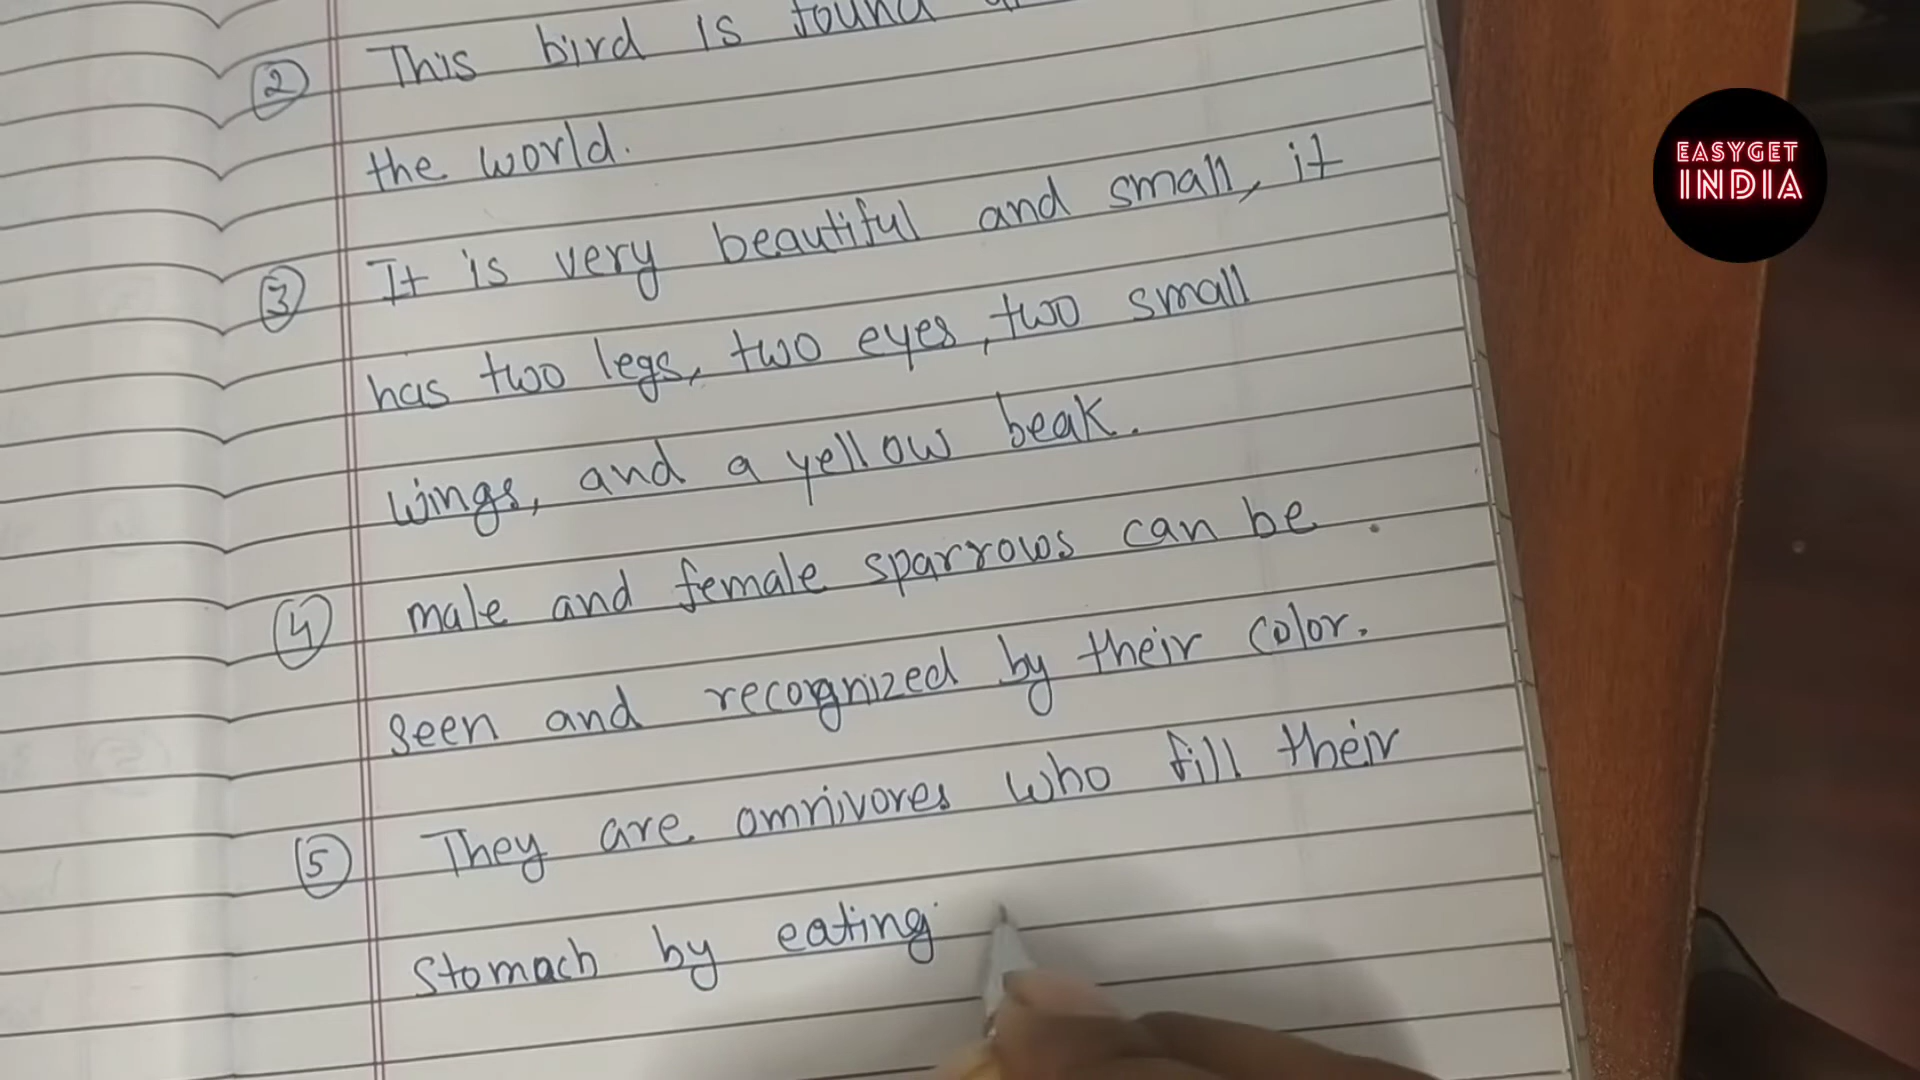 ② This bird is found
the world.
③ It is very beautiful and small, it
has two legs, two eyes, two small
wings, and a yellow beak.
④ male and female sparrows can be
seen and recognized by their color.
⑤ They are omnivores who fill their
stomach by eating
EASYGET
INDIA